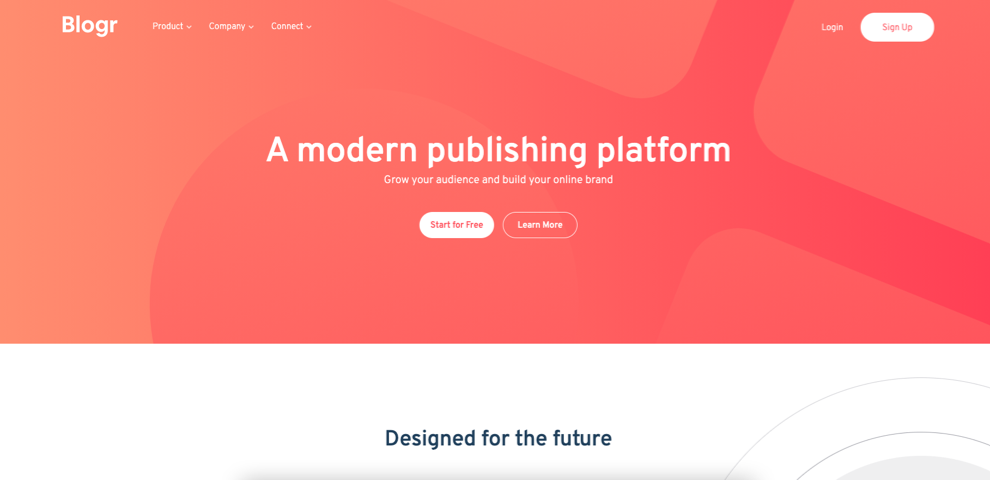 Blogr
Product
Company
Connect
Login
Sign Up
A modern publishing platform
Grow your audience and build your online brand
Start for Free
Learn More
Designed for the future